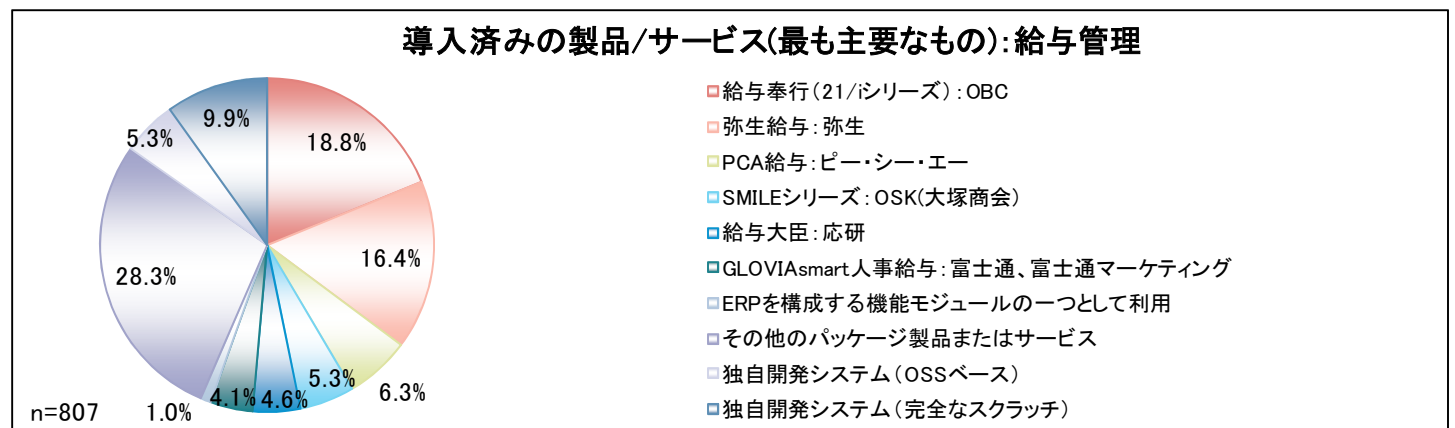 導入済みの製品/サービス(最も主要なもの):給与管理
給与奉行(21/iシリーズ):OBC
弥生給与:弥生
PCA給与:ピー・シー・エー
SMILEシリーズ:OSK(大塚商会)
給与大臣:応研
GLOVIAsmart人事給与:富士通、富士通マーケティング
ERPを構成する機能モジュールの一つとして利用
その他のパッケージ製品またはサービス
独自開発システム(OSSベース)
独自開発システム(完全なスクラッチ)
18.8%
16.4%
6.3%
5.3%
4.6%
4.1%
1.0%
28.3%
5.3%
9.9%
n=807